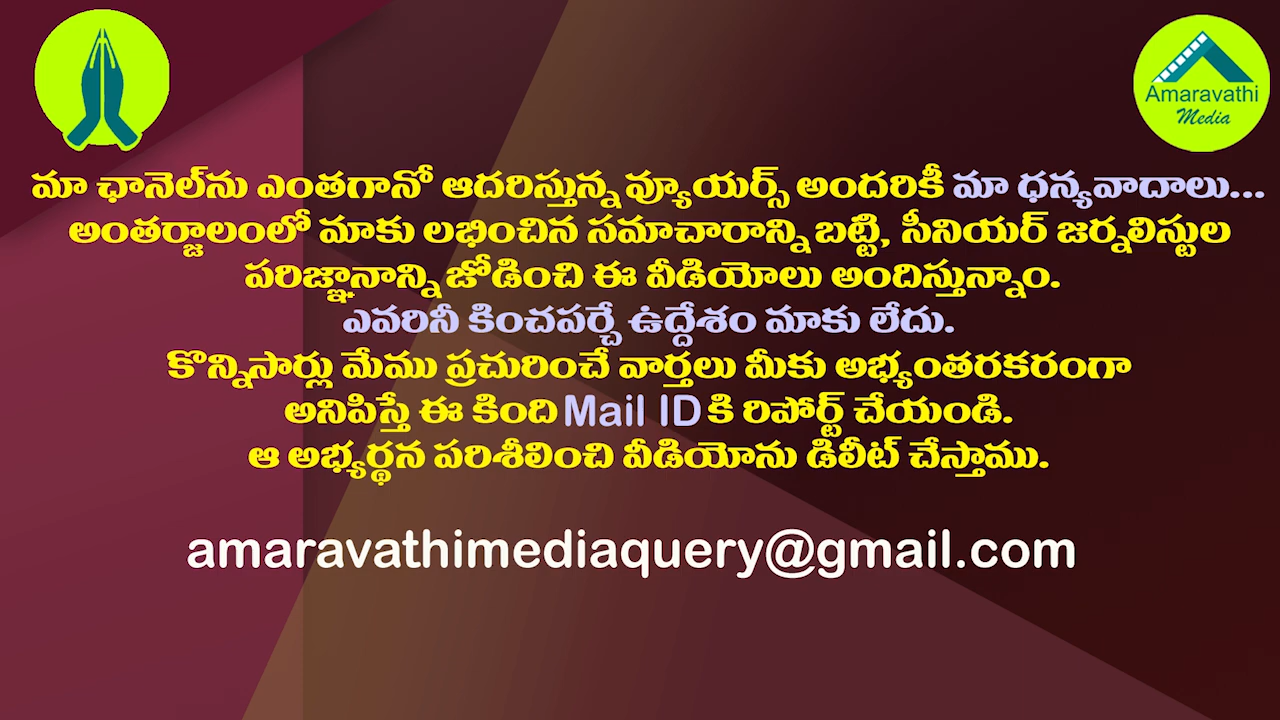 Amaravathi
Media
మా ఛానెల్‌ను ఎంతగానో ఆదరిస్తున్న వ్యూయర్స్ అందరికీ మా ధన్యవాదాలు...
అంతర్జాలంలో మాకు లభించిన సమాచారాన్ని బట్టి, సీనియర్ జర్నలిస్టుల
పరిజ్ఞానాన్ని జోడించి ఈ వీడియోలు అందిస్తున్నాం.
ఎవరినీ కించపర్చే ఉద్దేశం మాకు లేదు.
కొన్నిసార్లు మేము ప్రచురించే వార్తలు మీకు అభ్యంతరకరంగా
అనిపిస్తే ఈ కింది Mail ID కి రిపోర్ట్ చేయండి.
ఆ అభ్యర్థన పరిశీలించి వీడియోను డిలీట్ చేస్తాము.
amaravathimediaquery@gmail.com